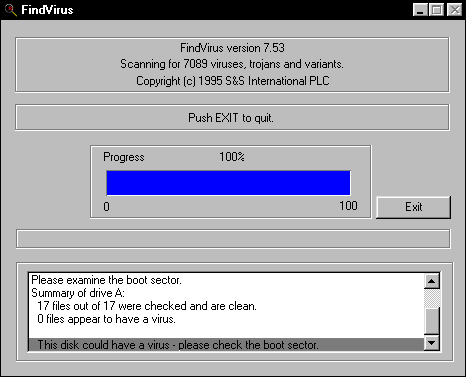 FindVirus
FindVirus version 7.53
Scanning for 7089 viruses, trojans and variants.
Copyright (c) 1995 S&S International PLC
Push EXIT to quit.
Progress 100%
0 100
Exit
Please examine the boot sector.
Summary of drive A:
17 files out of 17 were checked and are clean.
0 files appear to have a virus.
This disk could have a virus - please check the boot sector.